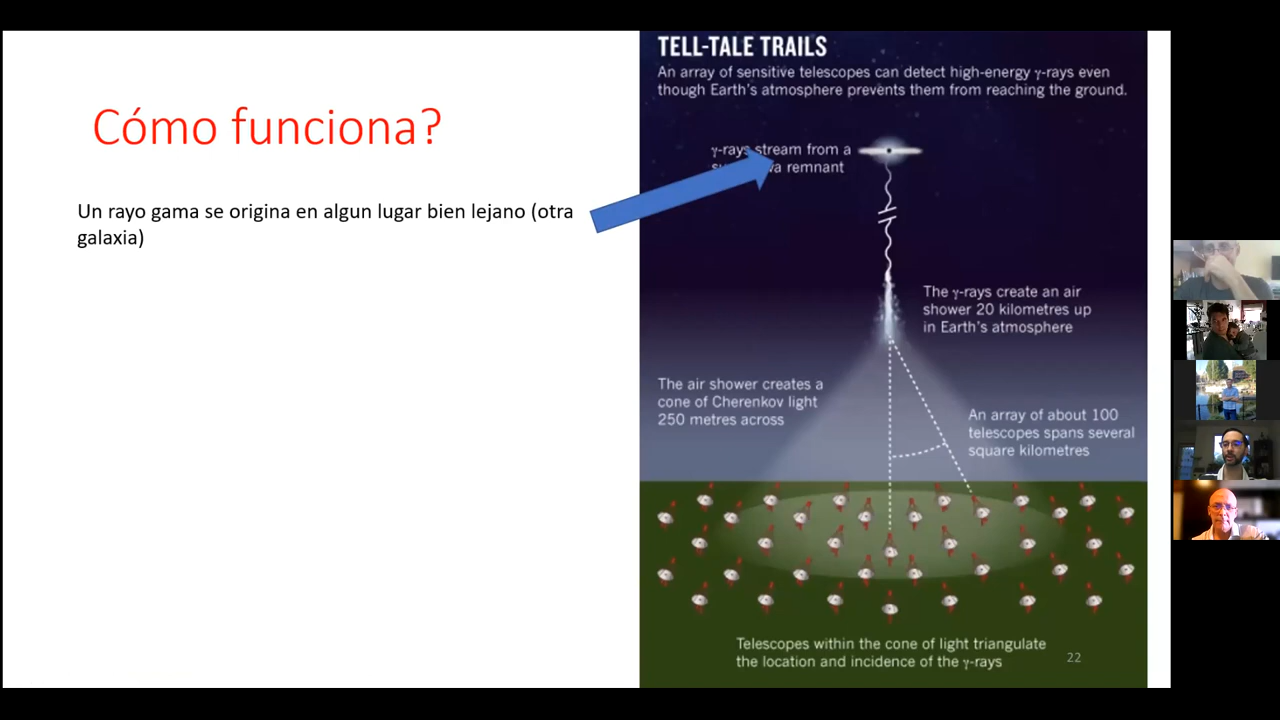 Cómo funciona?
Un rayo gama se origina en algun lugar bien lejano (otra
galaxia)
TELL-TALE TRAILS
An array of sensitive telescopes can detect high-energy γ-rays even
though Earth's atmosphere prevents them from reaching the ground.
γ-rays stream from a
remnant
The γ-rays create an air
shower 20 kilometres up
in Earth's atmosphere
The air shower creates a
cone of Cherenkov light
250 metres across
An array of about 100
telescopes spans several
square kilometres
Telescopes within the cone of light triangulate
the location and incidence of the γ-rays
22